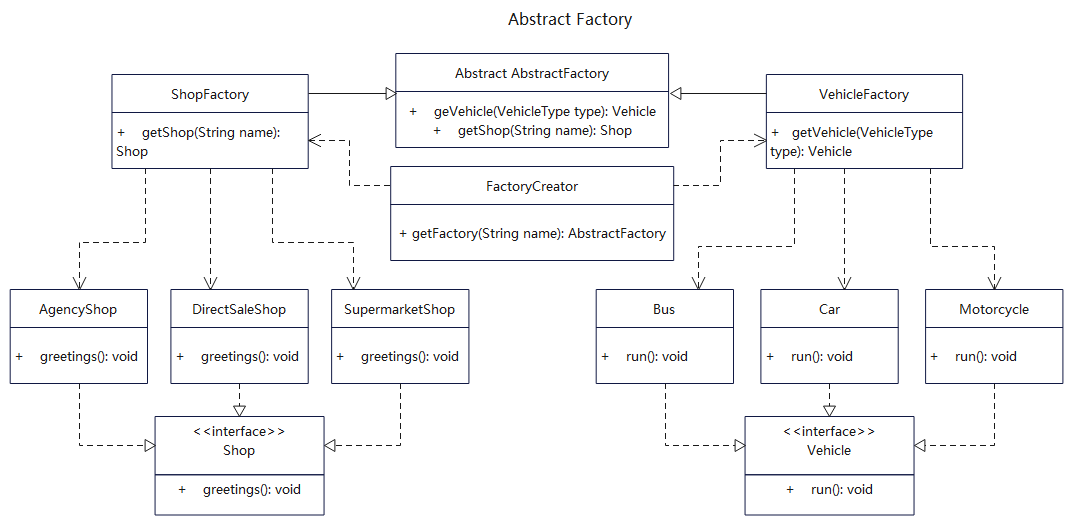 Abstract Factory
ShopFactory
+ getShop(String name):
Shop
Abstract AbstractFactory
+ geVehicle(VehicleType type): Vehicle
+ getShop(String name): Shop
VehicleFactory
+ getVehicle(VehicleType
type): Vehicle
FactoryCreator
+ getFactory(String name): AbstractFactory
AgencyShop
+ greetings(): void
DirectSaleShop
+ greetings(): void
SupermarketShop
+ greetings(): void
Bus
+ run(): void
Car
+ run(): void
Motorcycle
+ run(): void
<<interface>>
Shop
+ greetings(): void
<<interface>>
Vehicle
+ run(): void